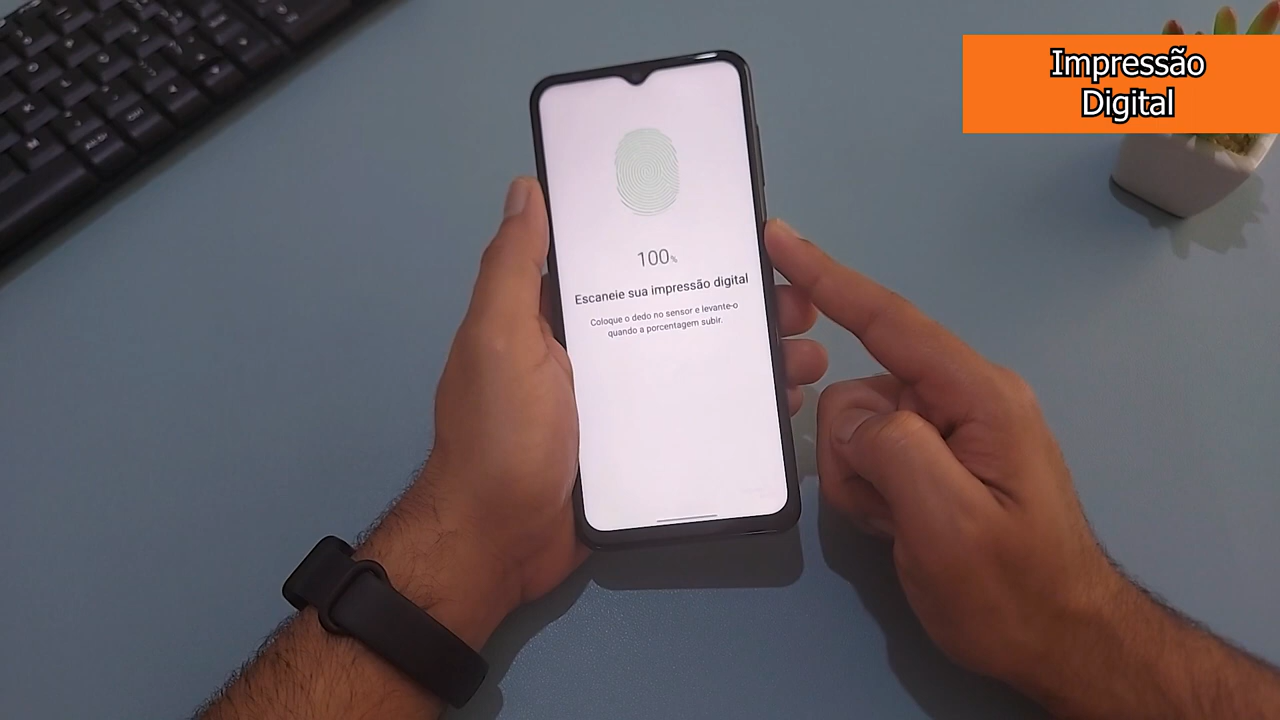 Impressão
Digital
100%
Escaneie sua impressão digital
Coloque o dedo no sensor e levante-o
quando a porcentagem subir.